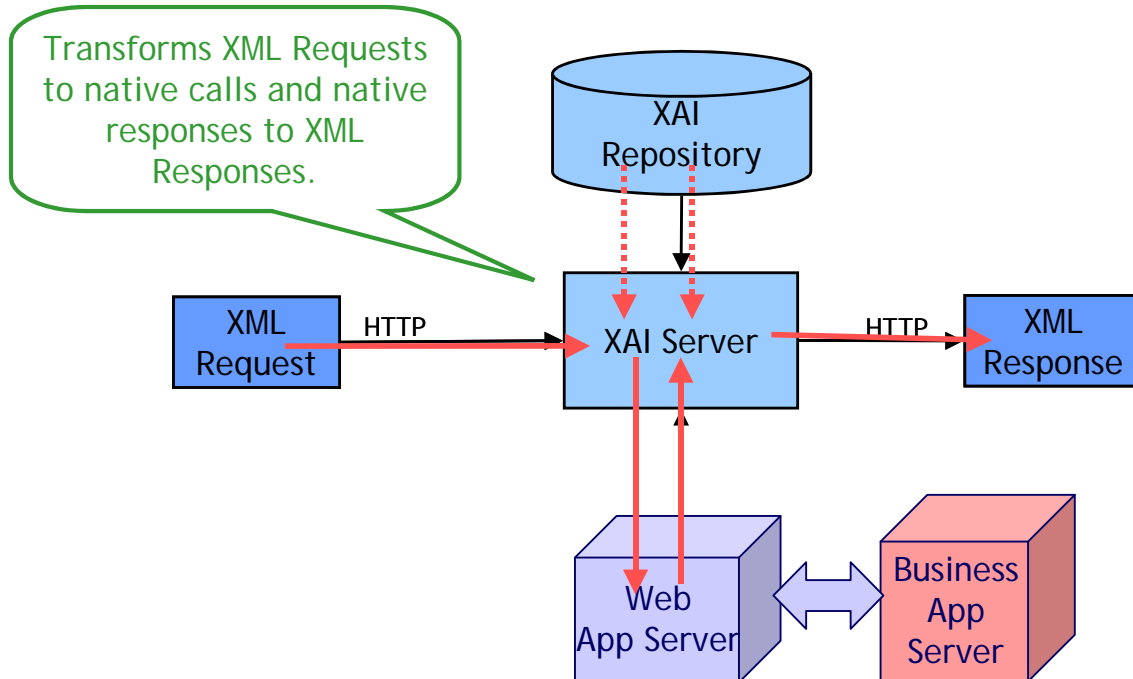 Transforms XML Requests
to native calls and native
responses to XML
Responses.
XAI
Repository
XML
Request
HTTP
XAI Server
HTTP
XML
Response
Web
App Server
Business
App
Server